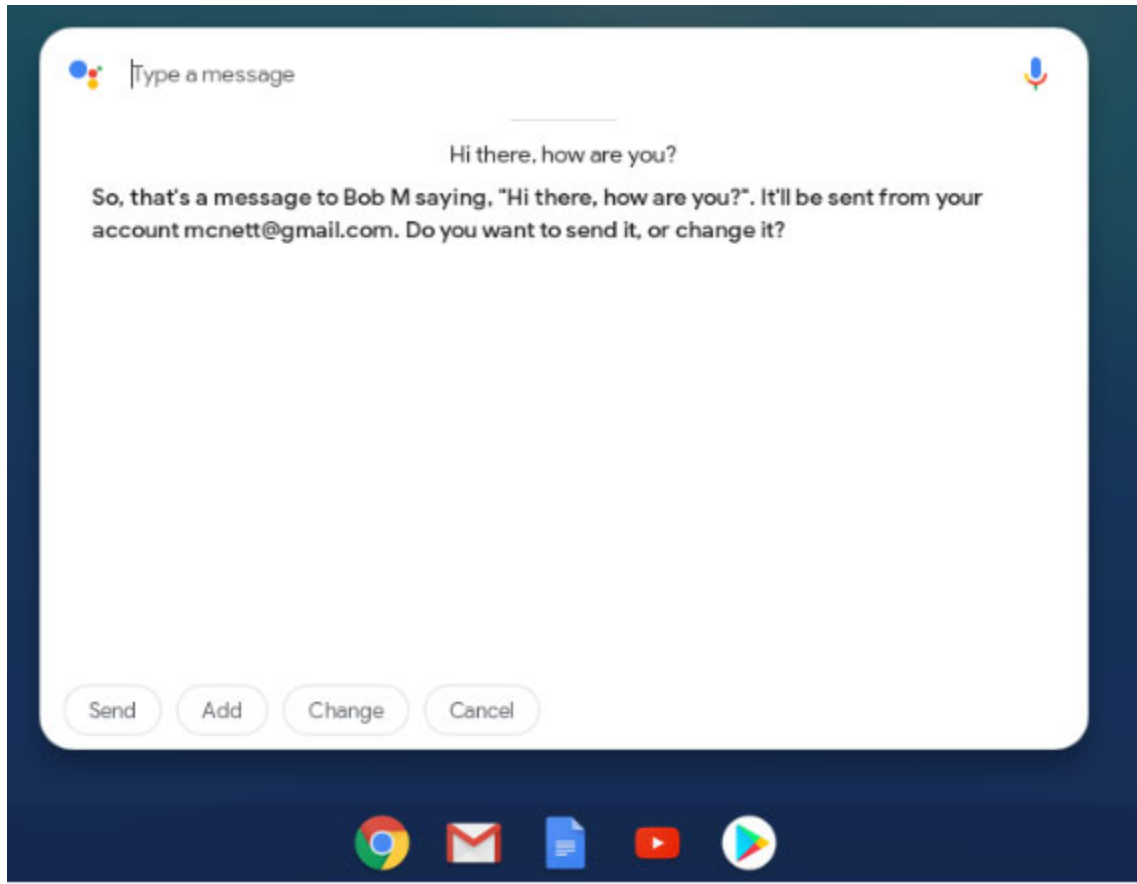 Type a message
Hi there, how are you?
So, that's a message to Bob M saying, "Hi there, how are you?". It'll be sent from your
account mcnett@gmail.com. Do you want to send it, or change it?
Send Add Change Cancel